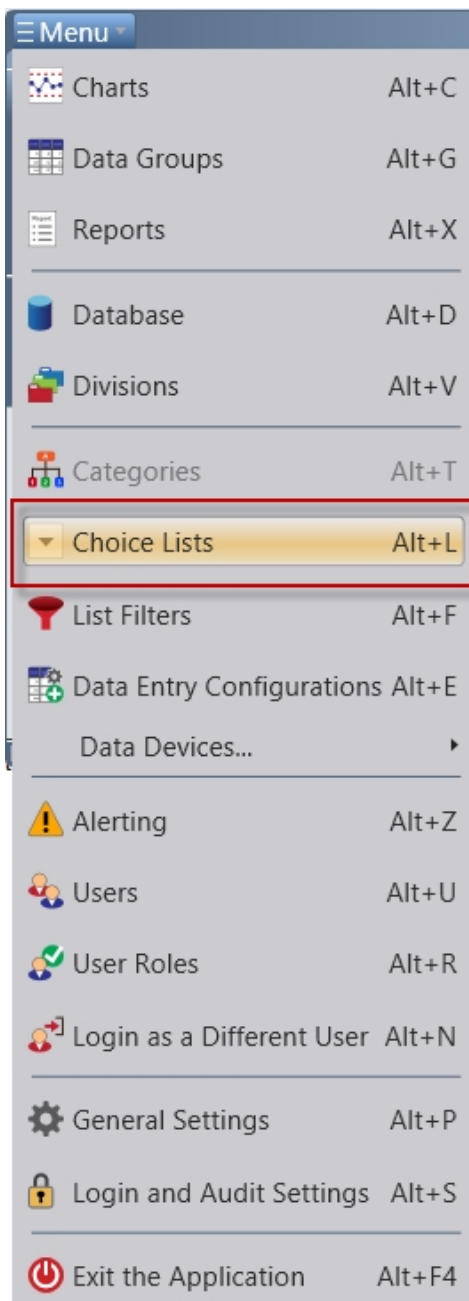 Menu
Charts Alt+C
Data Groups Alt+G
Reports Alt+X
Database Alt+D
Divisions Alt+V
Categories Alt+T
Choice Lists Alt+L
List Filters Alt+F
Data Entry Configurations Alt+E
Data Devices...
Alerting Alt+Z
Users Alt+U
User Roles Alt+R
Login as a Different User Alt+N
General Settings Alt+P
Login and Audit Settings Alt+S
Exit the Application Alt+F4